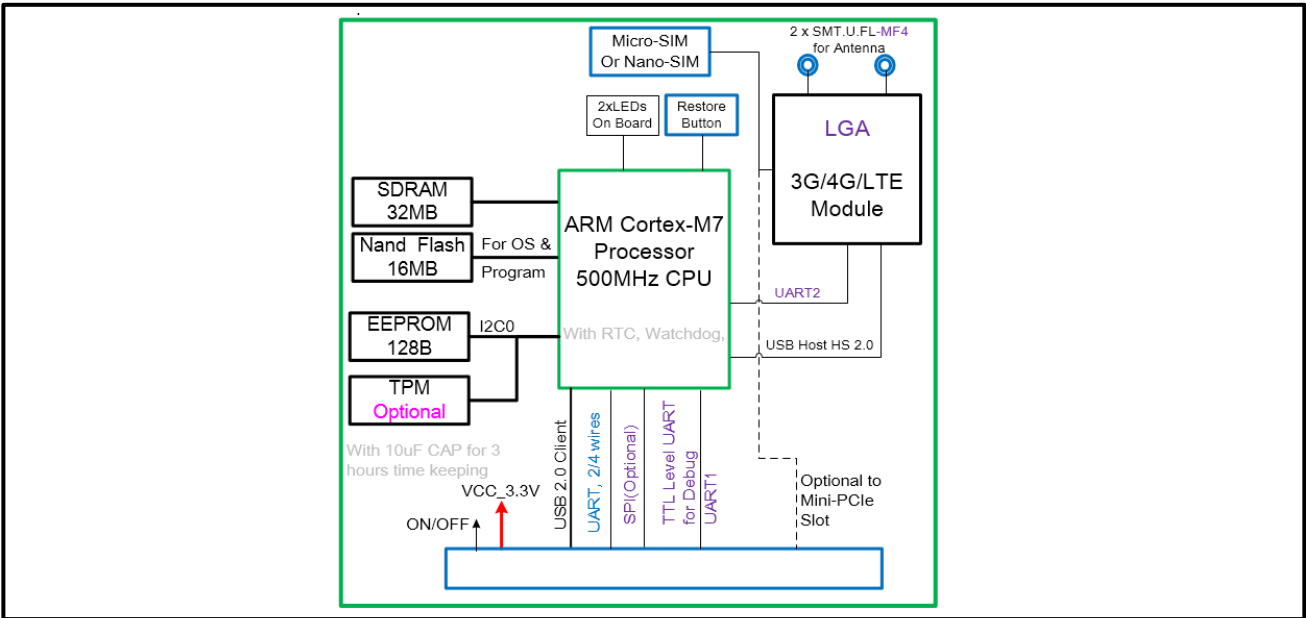 2 x SMT.U.FL-MF4
for Antenna
Micro-SIM
Or Nano-SIM
2xLEDs
On Board
Restore
Button
LGA
3G/4G/LTE
Module
SDRAM
32MB
Nand Flash
16MB
For OS &
Program
ARM Cortex-M7
Processor
500MHz CPU
With RTC, Watchdog,
UART2
USB Host HS 2.0
EEPROM
128B
I2C0
TPM
Optional
With 10uF CAP for 3
hours time keeping
VCC_3.3V
ON/OFF
USB 2.0 Client
UART, 2/4 wires
SPI(Optional)
TTL Level UART
for Debug
UART1
Optional to
Mini-PCIe
Slot